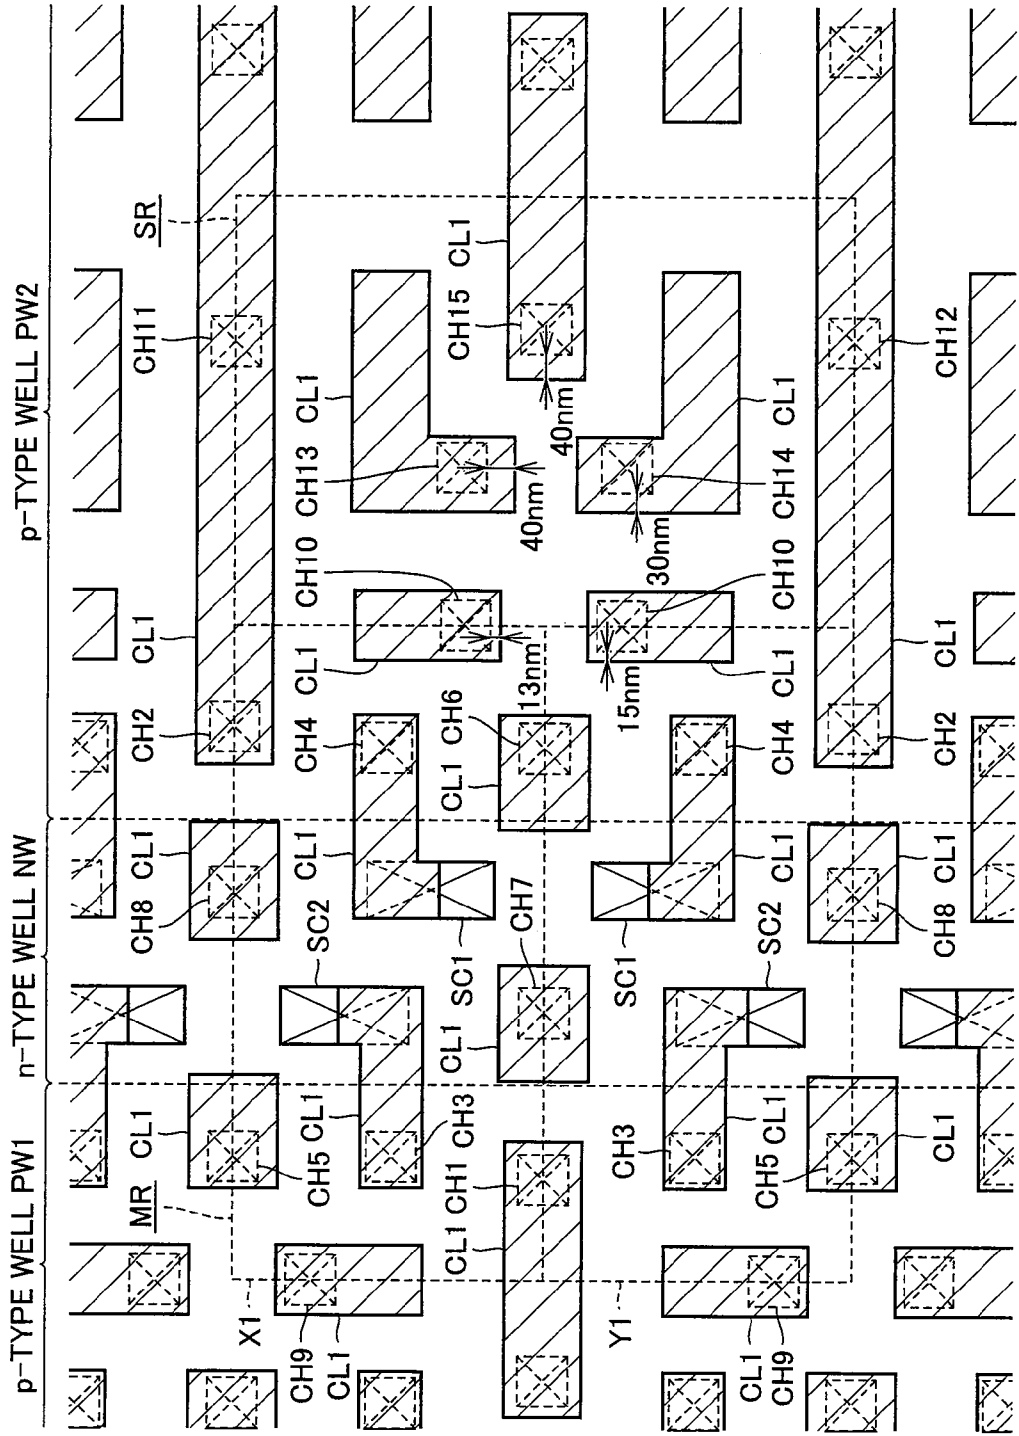 p-TYPE WELL PW1
n-TYPE WELL NW
p-TYPE WELL PW2
MR
CL1
CH8
CL1
CH2
CL1
CH11
SR
X1
CH9
CL1
CH5
CL1
SC2
CL1
CH4
CL1
CH10
CH13
CL1
CL1
CH1
CH3
CL1
SC1
CL1
CH6
CH15
CL1
CH7
13nm
40nm
40nm
Y1
CH3
SC1
15nm
30nm
CL1
CH9
CH5
CL1
SC2
CL1
CH4
CL1
CH10
CH14
CL1
CL1
CH8
CL1
CH2
CL1
CH12